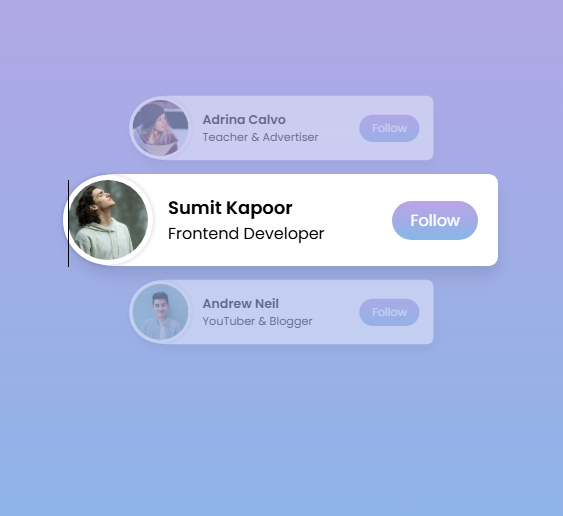 Adrina Calvo
Teacher & Advertiser
Follow
Sumit Kapoor
Frontend Developer
Follow
Andrew Neil
YouTuber & Blogger
Follow